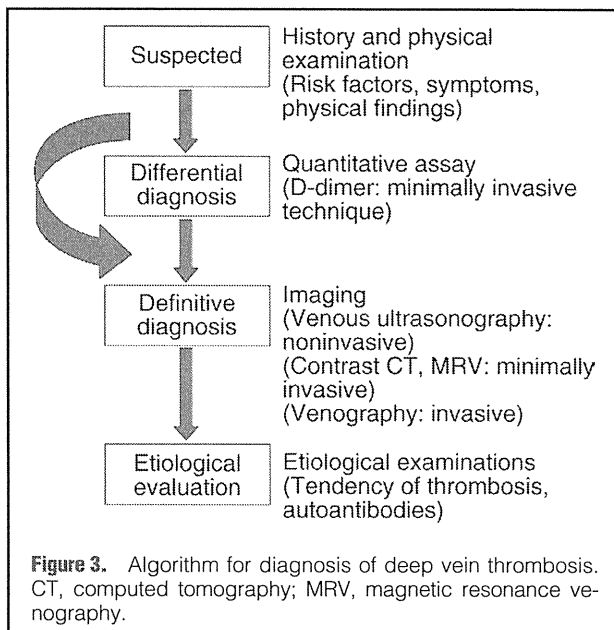 Suspected
History and physical
examination
(Risk factors, symptoms,
physical findings)
Differential
diagnosis
Quantitative assay
(D-dimer: minimally invasive
technique)
Definitive
diagnosis
Imaging
(Venous ultrasonography:
noninvasive)
(Contrast CT, MRV: minimally
invasive)
(Venography: invasive)
Etiological
evaluation
Etiological examinations
(Tendency of thrombosis,
autoantibodies)
Figure 3. Algorithm for diagnosis of deep vein thrombosis.
CT, computed tomography; MRV, magnetic resonance ve-
nography.